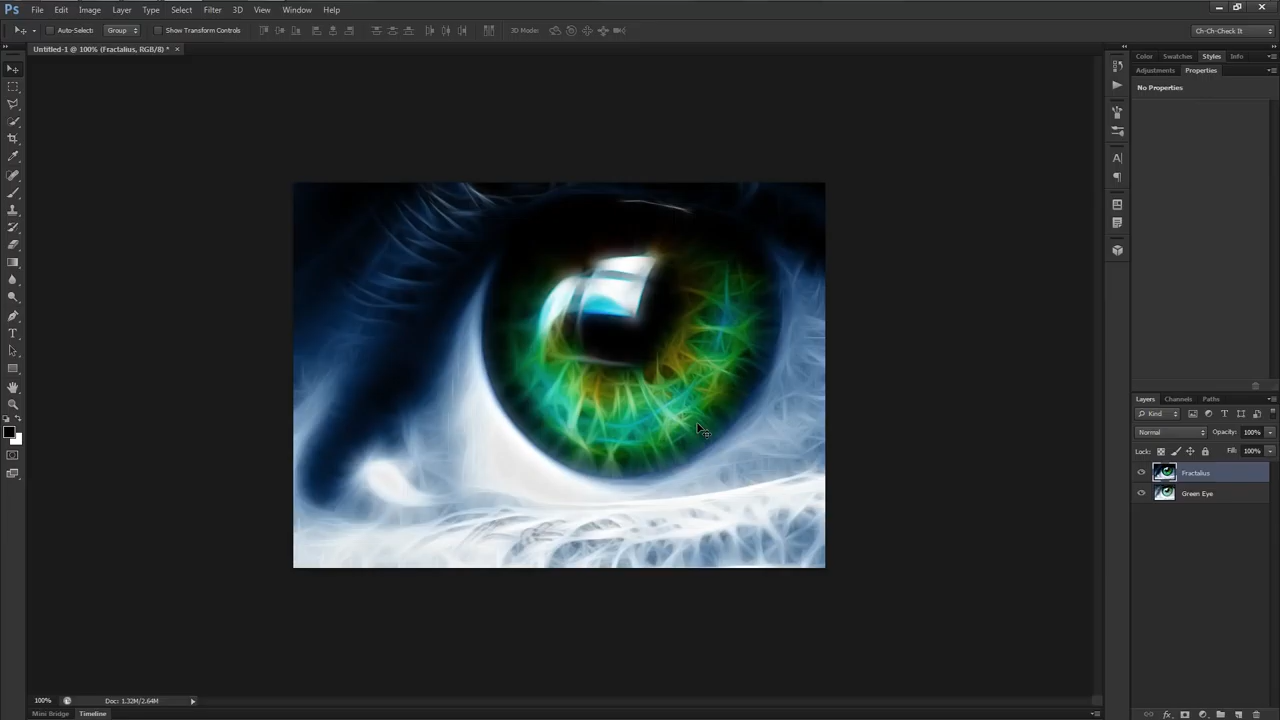 Ps File Edit Image Layer Type Select Filter 3D View Window Help
Auto-Select: Group Show Transform Controls 3D Mode: Ch-Ch-Check It
Untitled-1 @ 100% (Fractalius, RGB/8) * ×
Color Swatches Styles Info
Adjustments Properties
No Properties
Layers Channels Paths
Kind
Normal Opacity: 100%
Lock: Fill: 100%
Fractalius
Green Eye
100% Doc: 1.32M/2.64M
Mini Bridge Timeline